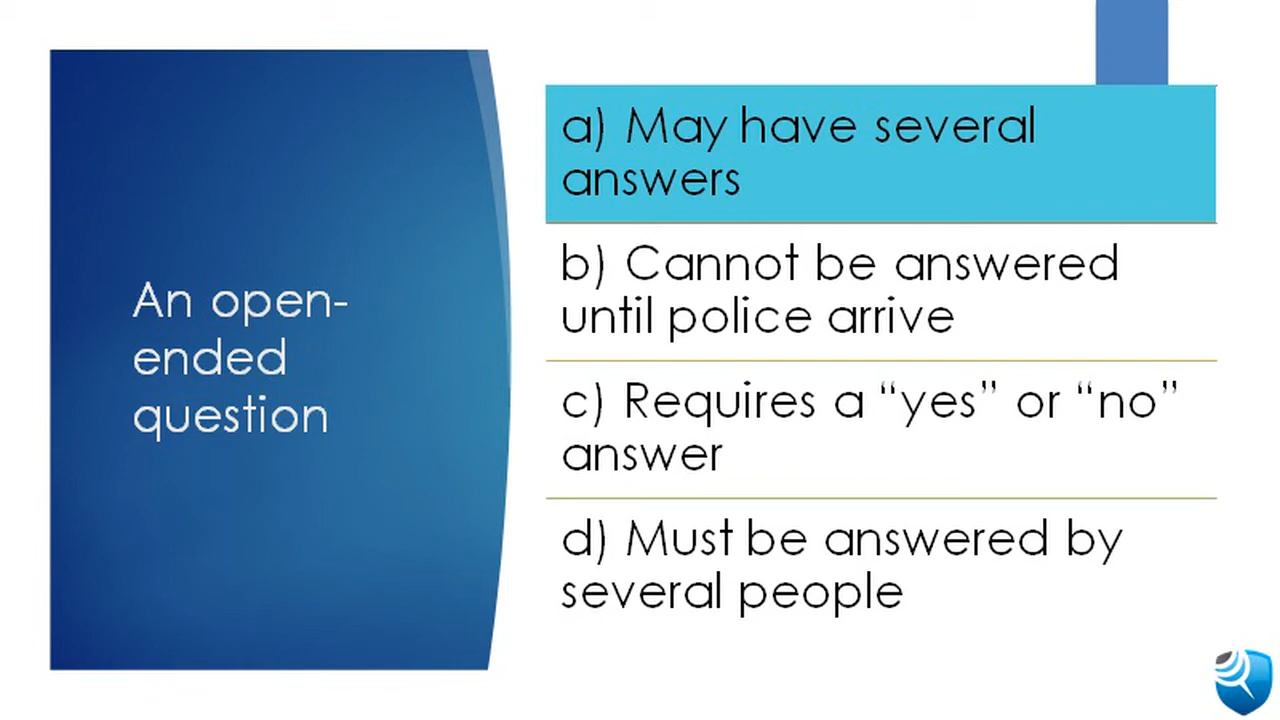 An open-
ended
question
a) May have several
answers
b) Cannot be answered
until police arrive
c) Requires a “yes” or “no”
answer
d) Must be answered by
several people